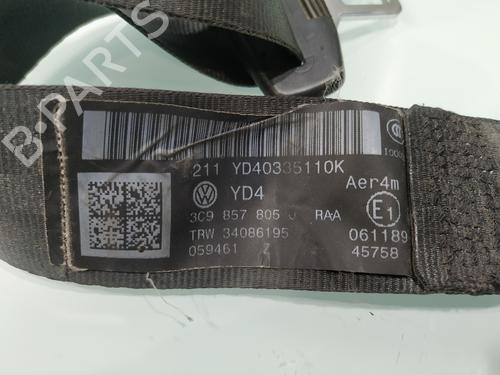 B-PARTS
211 YD40335110K
YD4
Aer4m
3C9 857 805 RAA
E1
TRW 34086195
061189
059461
45758